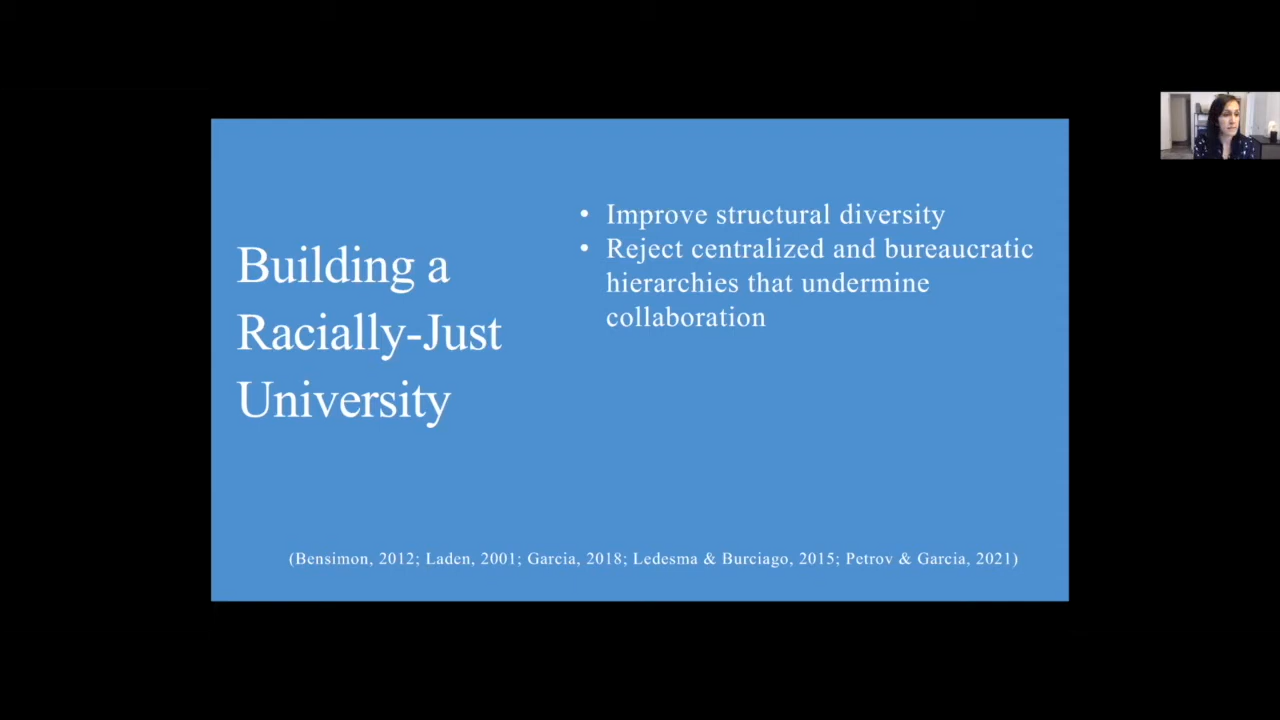 Building a
Racially-Just
University
• Improve structural diversity
• Reject centralized and bureaucratic
hierarchies that undermine
collaboration
(Bensimon, 2012; Laden, 2001; Garcia, 2018; Ledesma & Burciago, 2015; Petrov & Garcia, 2021)